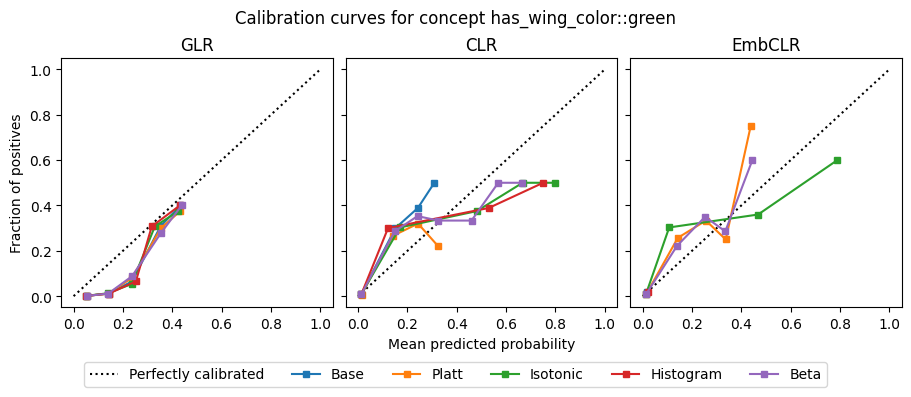 Calibration curves for concept has_wing_color::green
GLR
CLR
EmbCLR
Fraction of positives
1.0
0.8
0.6
0.4
0.2
0.0
0.0 0.2 0.4 0.6 0.8 1.0
0.0 0.2 0.4 0.6 0.8 1.0
0.0 0.2 0.4 0.6 0.8 1.0
Mean predicted probability
Perfectly calibrated Base Platt Isotonic Histogram Beta